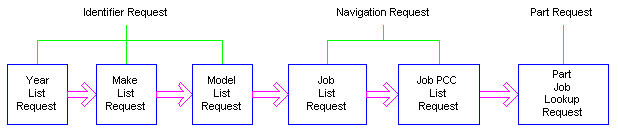 Identifier Request
Navigation Request
Part Request
Year
List
Request
Make
List
Request
Model
List
Request
Job
List
Request
Job PCC
List
Request
Part
Job
Lookup
Request